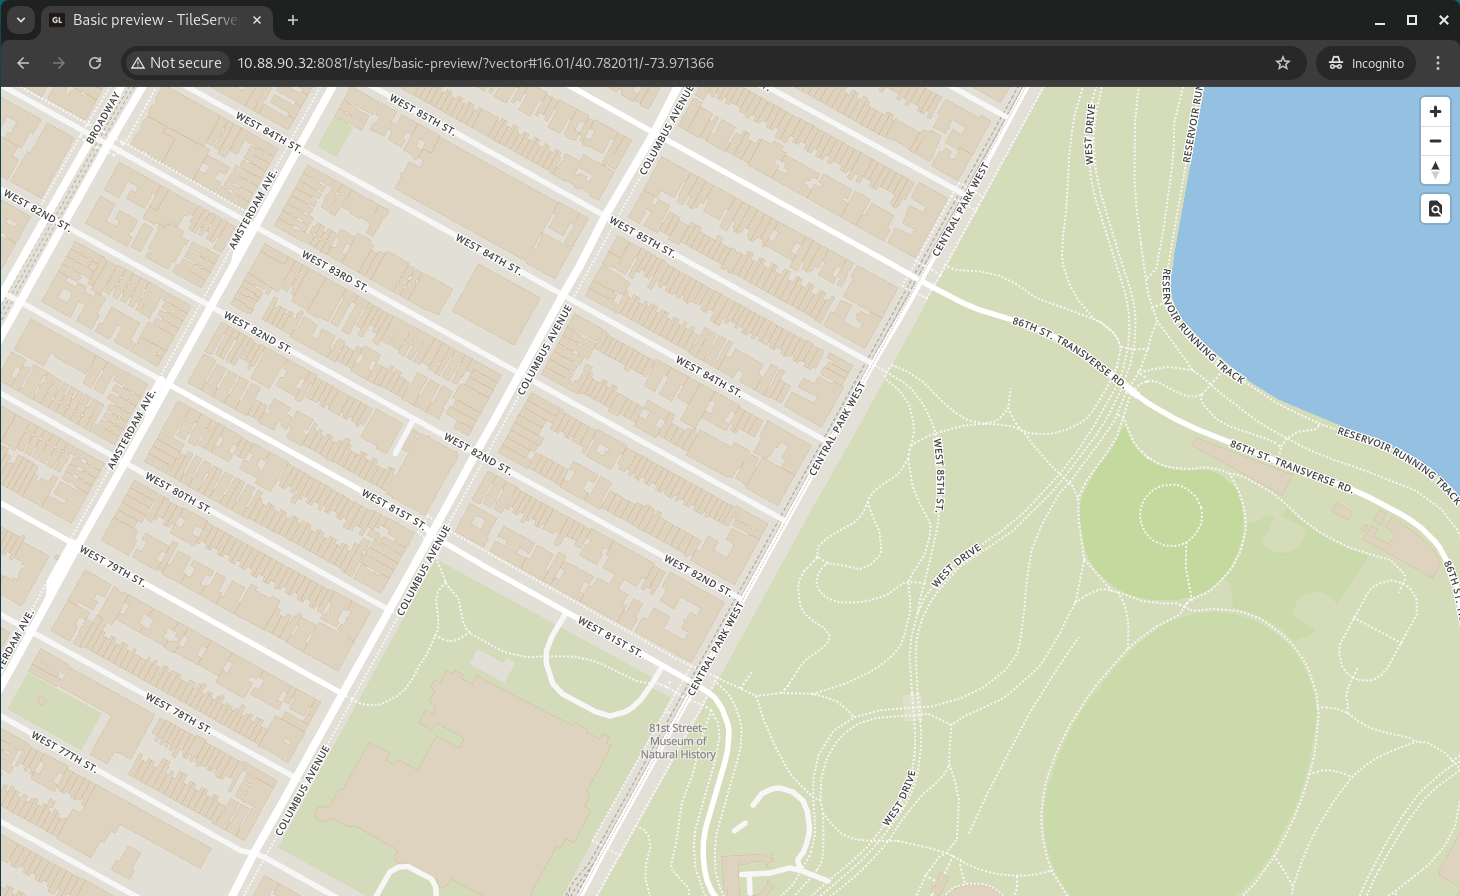 GL Basic preview - TileServe
Not secure 10.88.90.32:8081/styles/basic-preview/?vector#16.01/40.782011/-73.971366
Incognito
BROADWAY
WEST 84TH ST.
WEST 85TH ST.
COLUMBUS AVENUE
WEST DRIVE
RESERVOIR RUN
WEST 82ND ST.
AMSTERDAM AVE.
WEST 83RD ST.
WEST 84TH ST.
WEST 85TH ST.
CENTRAL PARK WEST
RESERVOIR RUNNING TRACK
WEST 82ND ST.
COLUMBUS AVENUE
WEST 84TH ST.
86TH ST. TRANSVERSE RD.
AMSTERDAM AVE.
CENTRAL PARK WEST
WEST 82ND ST.
WEST 85TH ST.
86TH ST. TRANSVERSE RD.
RESERVOIR RUNNING TRACK
WEST 80TH ST.
WEST 81ST ST.
WEST 79TH ST.
COLUMBUS AVENUE
WEST 82ND ST.
WEST DRIVE
86TH ST.
ERDAM AVE.
WEST 81ST ST.
CENTRAL PARK WEST
WEST 78TH ST.
WEST 77TH ST.
81st Street–
Museum of
Natural History
COLUMBUS AVENUE
WEST DRIVE